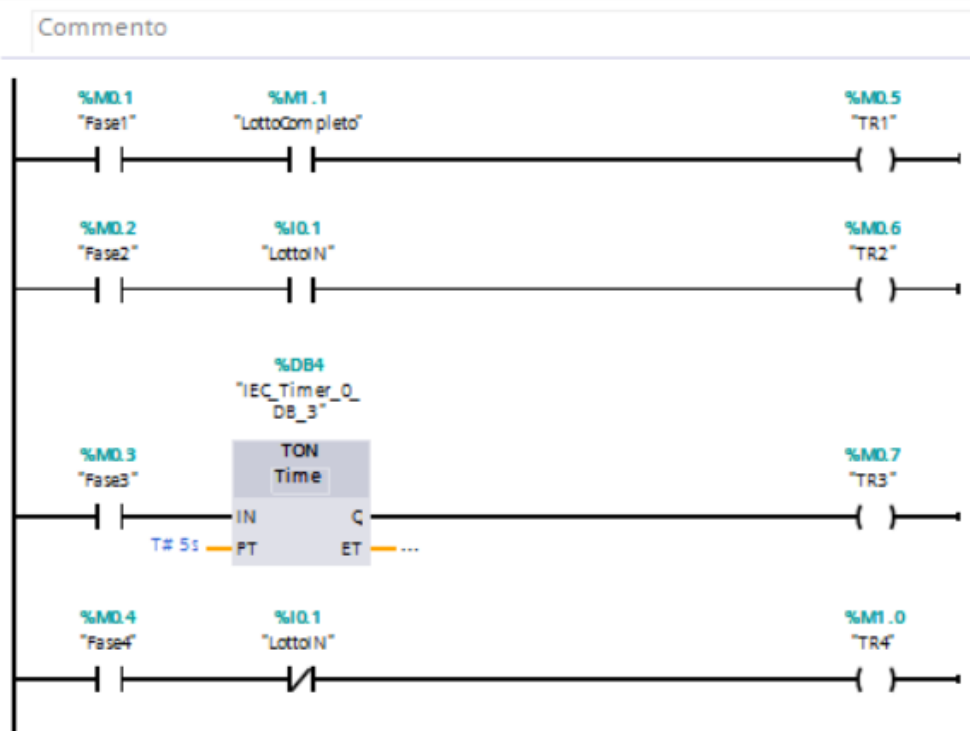 Commento
%M0.1 %M1.1 %M0.5
"Fase1" "LottoCompleto" "TR1"
%M0.2 %I0.1 %M0.6
"Fase2" "LottoIN" "TR2"
%DB4
"IEC_Timer_0_
DB_3"
TON
%M0.3 %M0.7
"Fase3" Time "TR3"
IN Q
T# 5s PT ET ...
%M0.4 %I0.1 %M1.0
"Fase4" "LottoIN" "TR4"